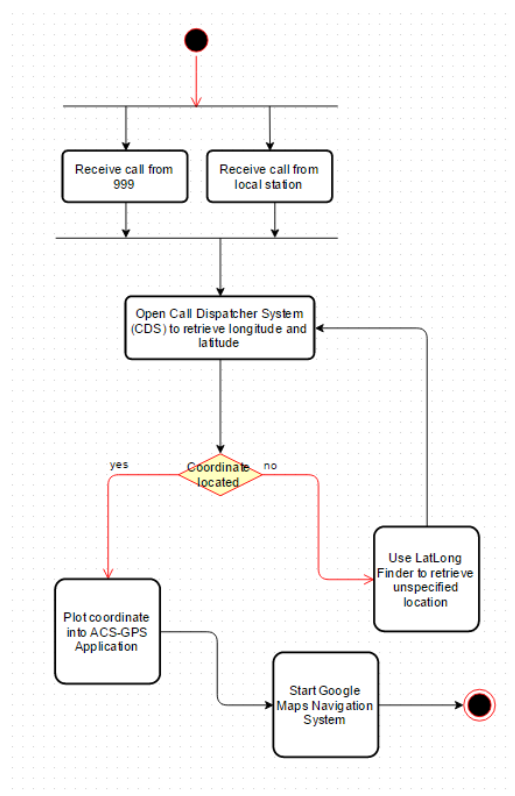 Receive call from
999
Receive call from
local station
Open Call Dispatcher System
(CDS) to retrieve longitude and
latitude
Coordinate
located
yes
no
Use LatLong
Finder to retrieve
unspecified
location
Plot coordinate
into ACS-GPS
Application
Start Google
Maps Navigation
System